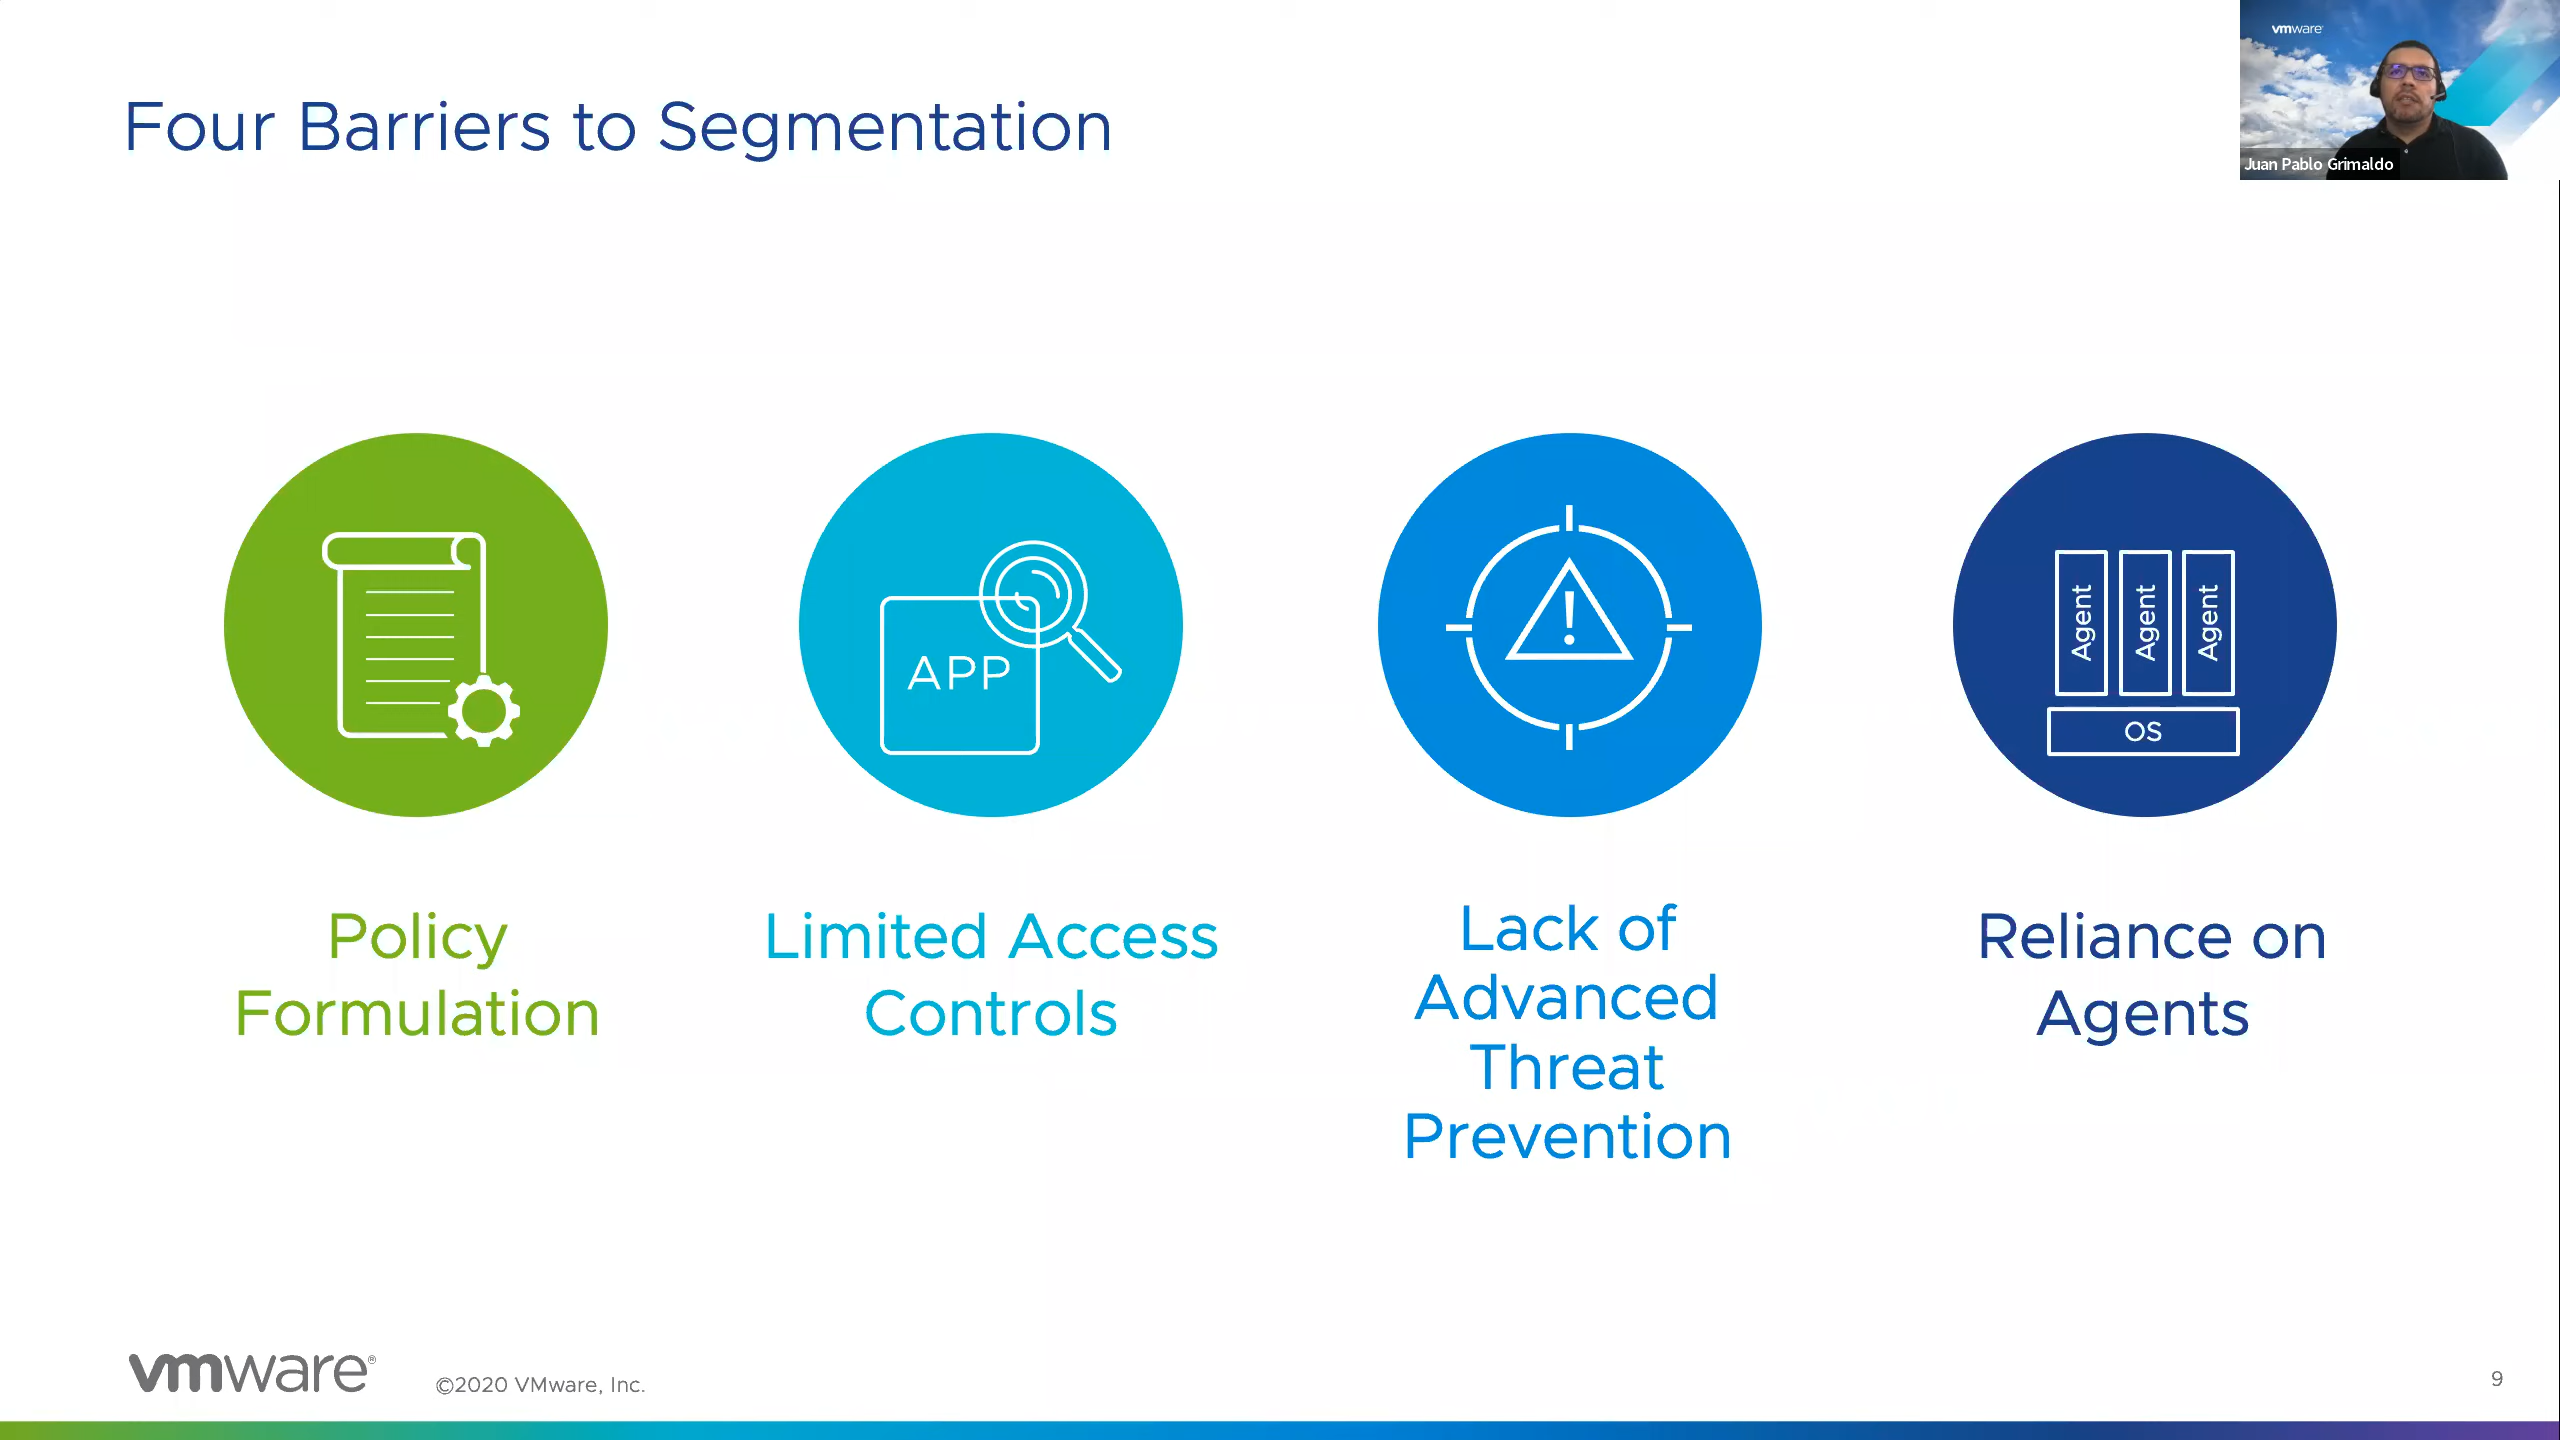 Four Barriers to Segmentation
vmware
Juan Pablo Grimaldo
APP
Agent
Agent
Agent
OS
Policy
Formulation
Limited Access
Controls
Lack of
Advanced
Threat
Prevention
Reliance on
Agents
vmware®
©2020 VMware, Inc.
9